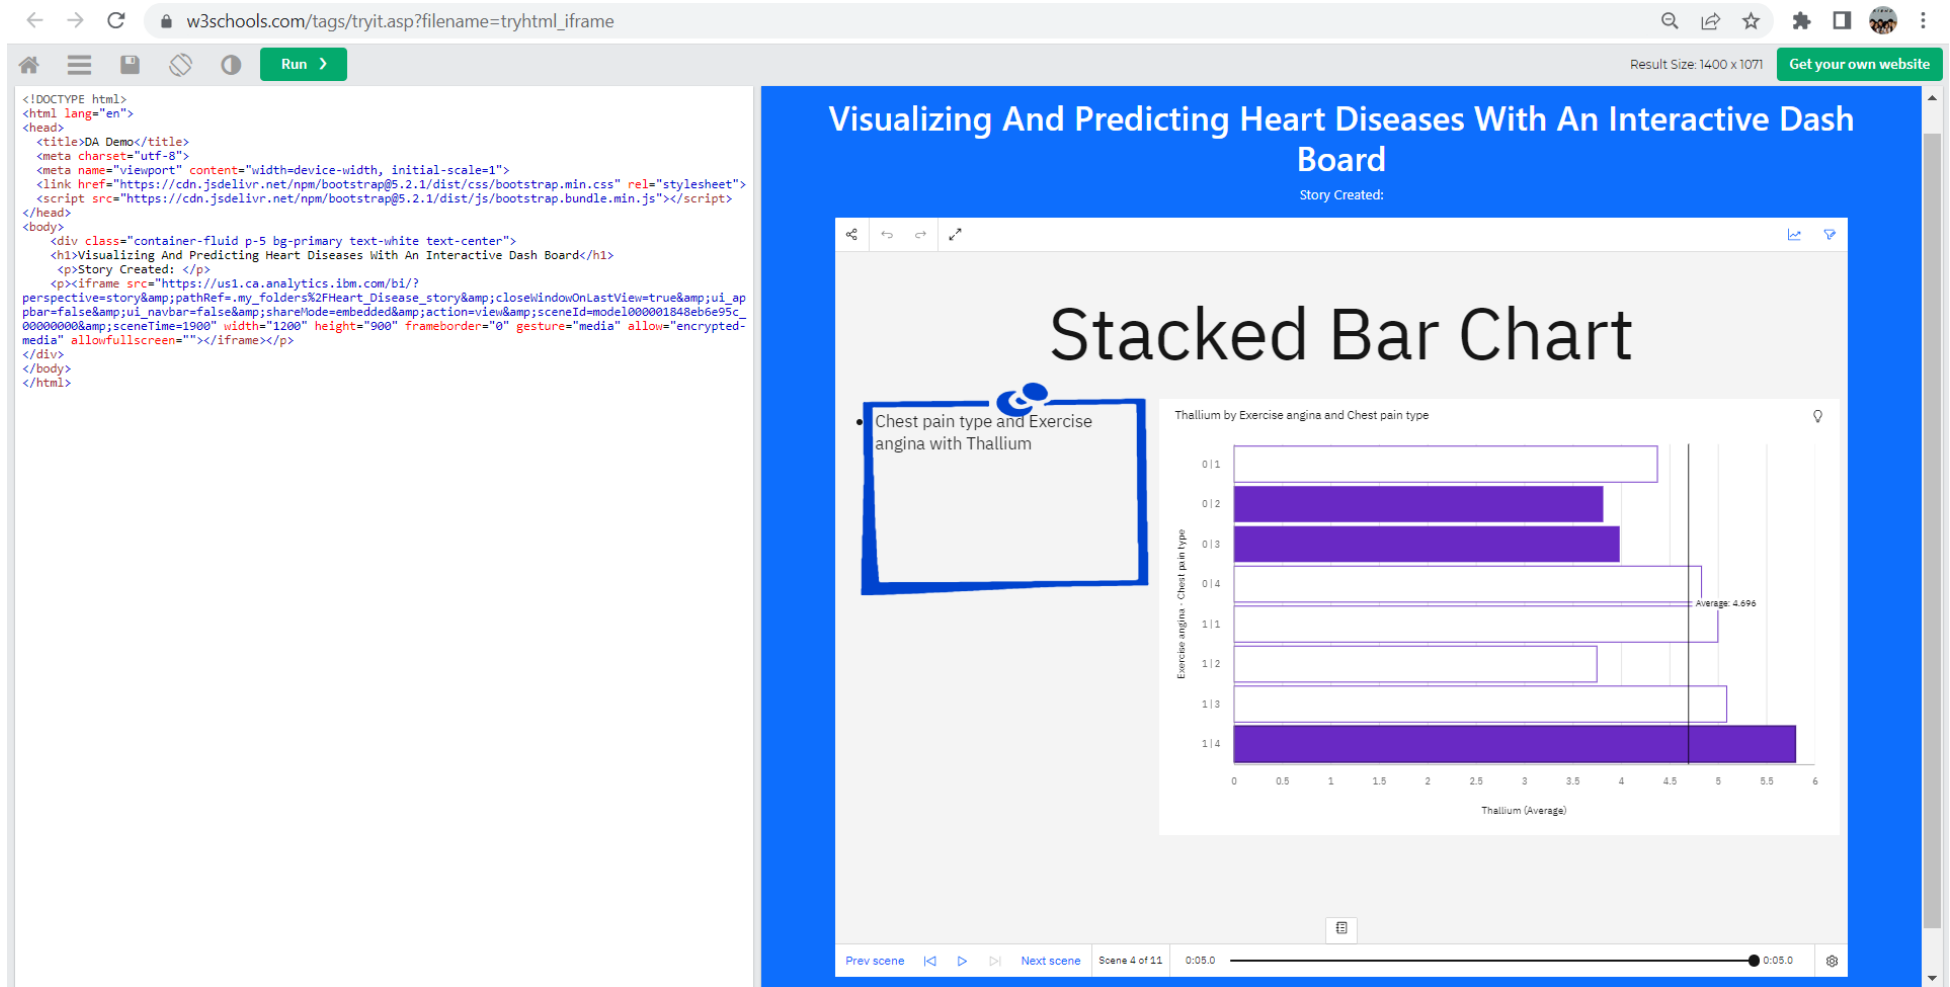 w3schools.com/tags/tryit.asp?filename=tryhtml_iframe
Run ❯
Result Size: 1400 x 1071
Get your own website
<!DOCTYPE html>
<html lang="en">
<head>
<title>DA Demo</title>
<meta charset="utf-8">
<meta name="viewport" content="width=device-width, initial-scale=1">
<link href="https://cdn.jsdelivr.net/npm/bootstrap@5.2.1/dist/css/bootstrap.min.css" rel="stylesheet">
<script src="https://cdn.jsdelivr.net/npm/bootstrap@5.2.1/dist/js/bootstrap.bundle.min.js"></script>
</head>
<body>
<div class="container-fluid p-5 bg-primary text-white text-center">
<h1>Visualizing And Predicting Heart Diseases With An Interactive Dash Board</h1>
<p>Story Created: </p>
<p><iframe src="https://us1.ca.analytics.ibm.com/bi/?
perspective=story&amp;pathRef=.my_folders%2FHeart_Disease_story&amp;closeWindowOnLastView=true&amp;ui_ap
pbar=false&amp;ui_navbar=false&amp;shareMode=embedded&amp;action=view&amp;sceneId=model000001848eb6e95c_
00000000&amp;sceneTime=1900" width="1200" height="900" frameborder="0" gesture="media" allow="encrypted-
media" allowfullscreen=""></iframe></p>
</div>
</body>
</html>
Visualizing And Predicting Heart Diseases With An Interactive Dash
Board
Story Created:
Stacked Bar Chart
• Chest pain type and Exercise
angina with Thallium
Thallium by Exercise angina and Chest pain type
Exercise angina - Chest pain type
0|1
0|2
0|3
0|4
Average: 4.696
1|1
1|2
1|3
1|4
0 0.5 1 1.5 2 2.5 3 3.5 4 4.5 5 5.5 6
Thallium (Average)
Prev scene
Next scene
Scene 4 of 11
0:05.0
0:05.0